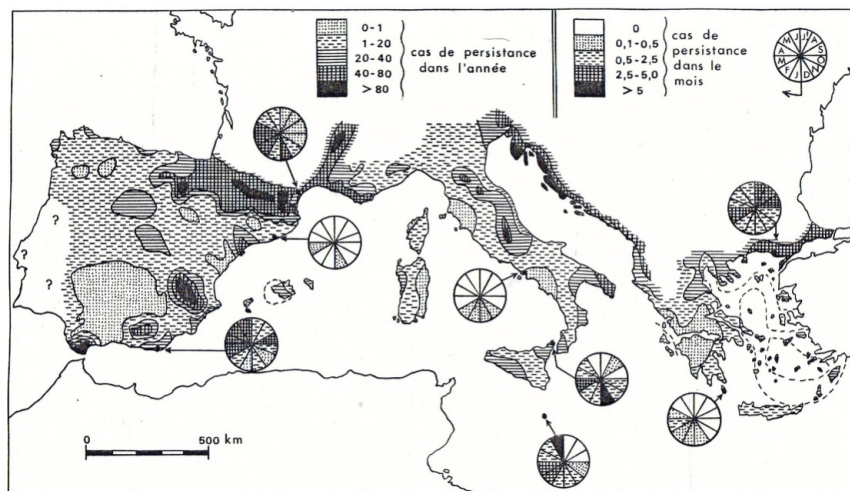 0-1
1-20
20-40
40-80
> 80
cas de persistance
dans l'année
0
0,1-0,5
0,5-2,5
2,5-5,0
> 5
cas de
persistance
dans le
mois
J F M A M J J A S O N D
?
?
?
0 500 km